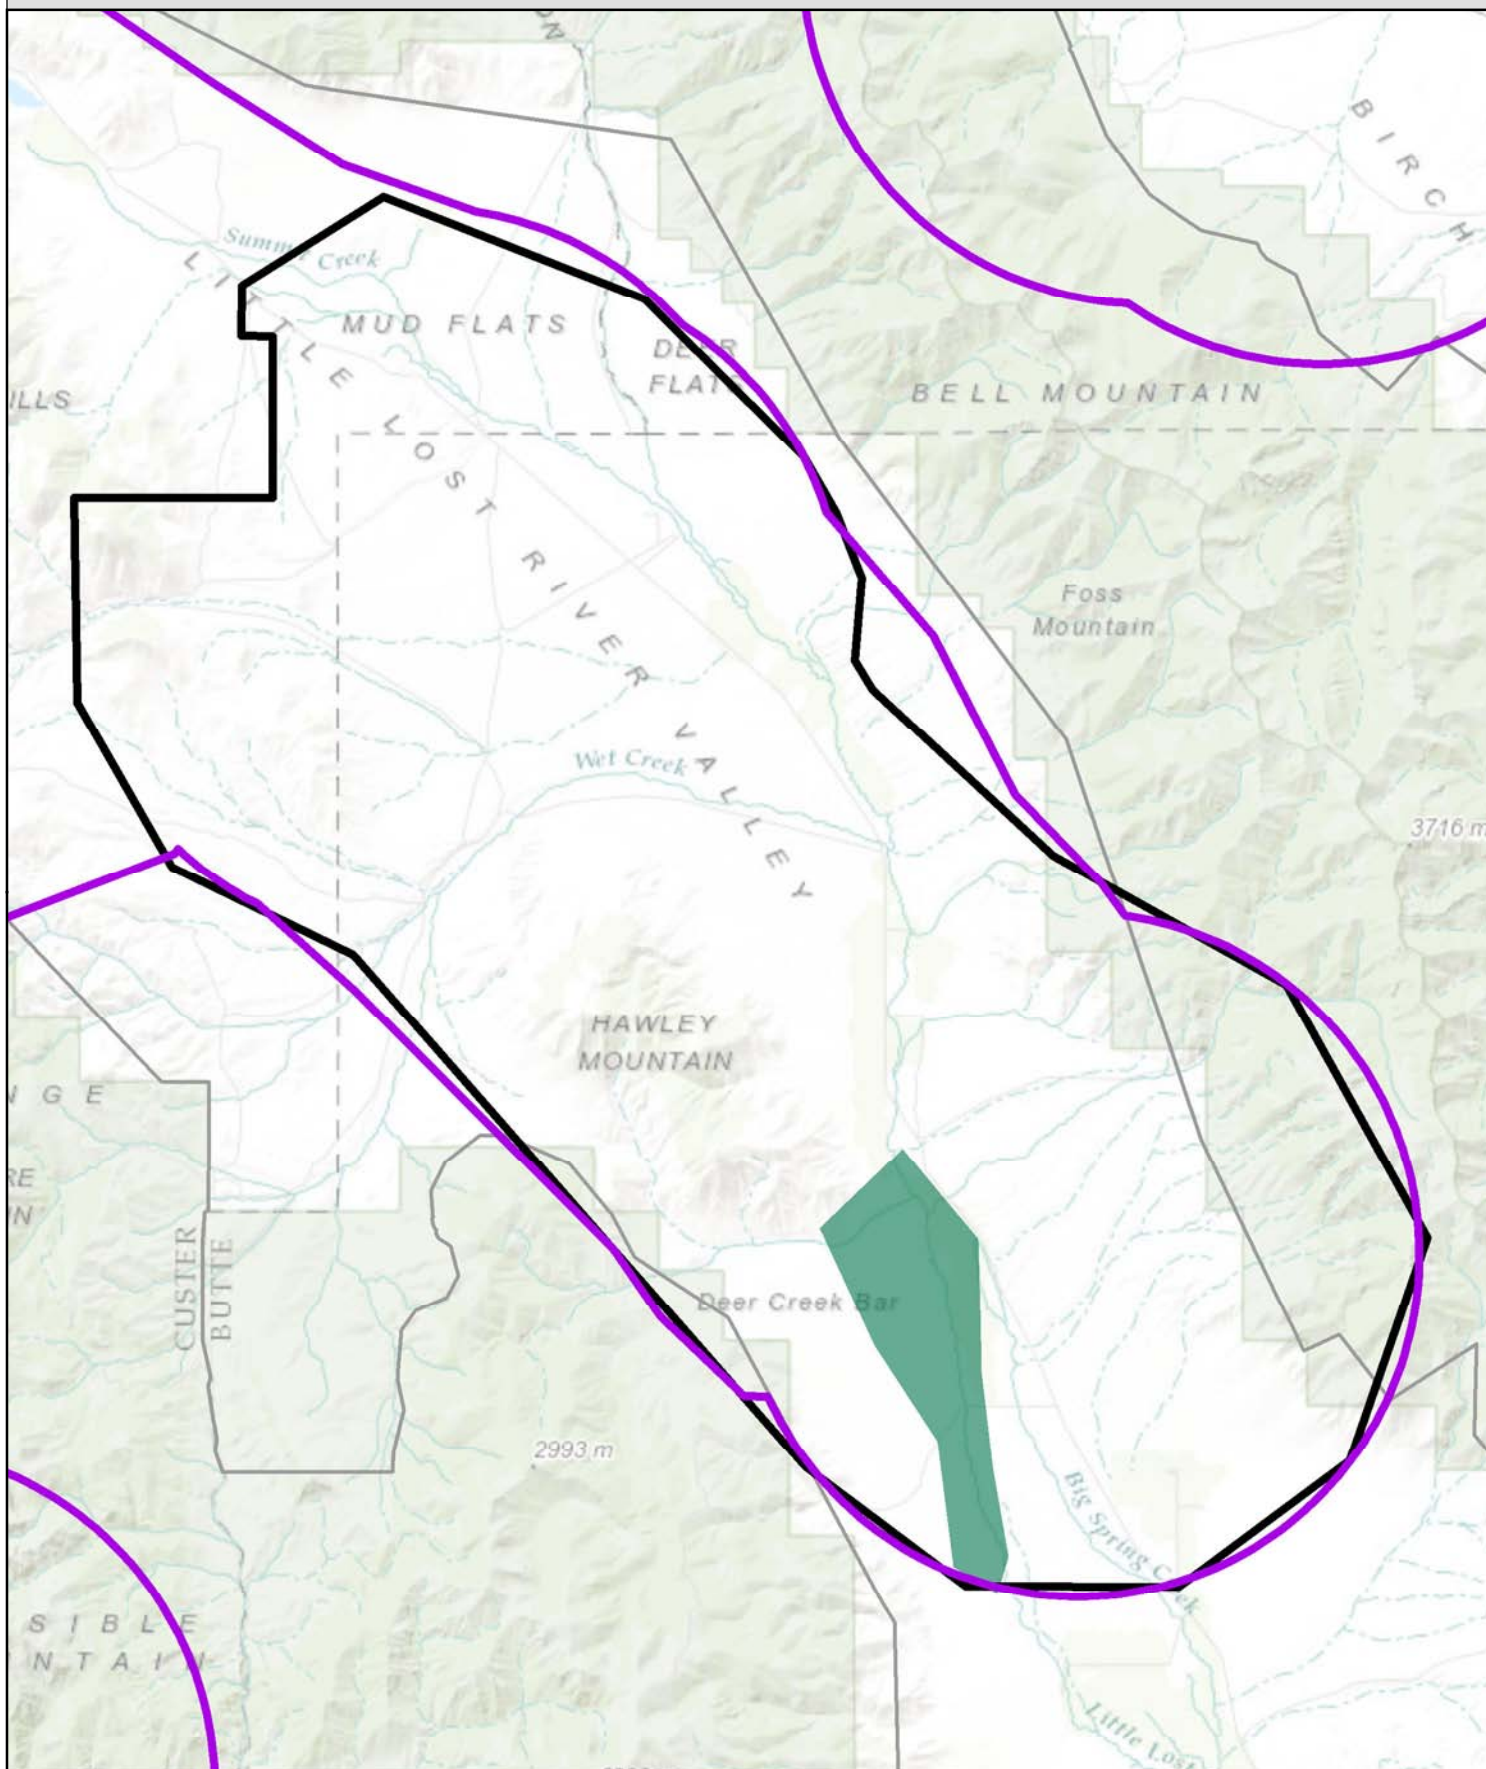 BIRCH
Summit Creek
LITTLE LOST RIVER VALLEY
MUD FLATS
DEER
FLATS
BELL MOUNTAIN
ILLS
Foss
Mountain
Wet Creek
3716 m
HAWLEY
MOUNTAIN
NGE
RE
IN
CUSTER
BUTTE
Deer Creek Bar
2993 m
Big Spring Creek
SIBLE
NTAIN
Little Lost